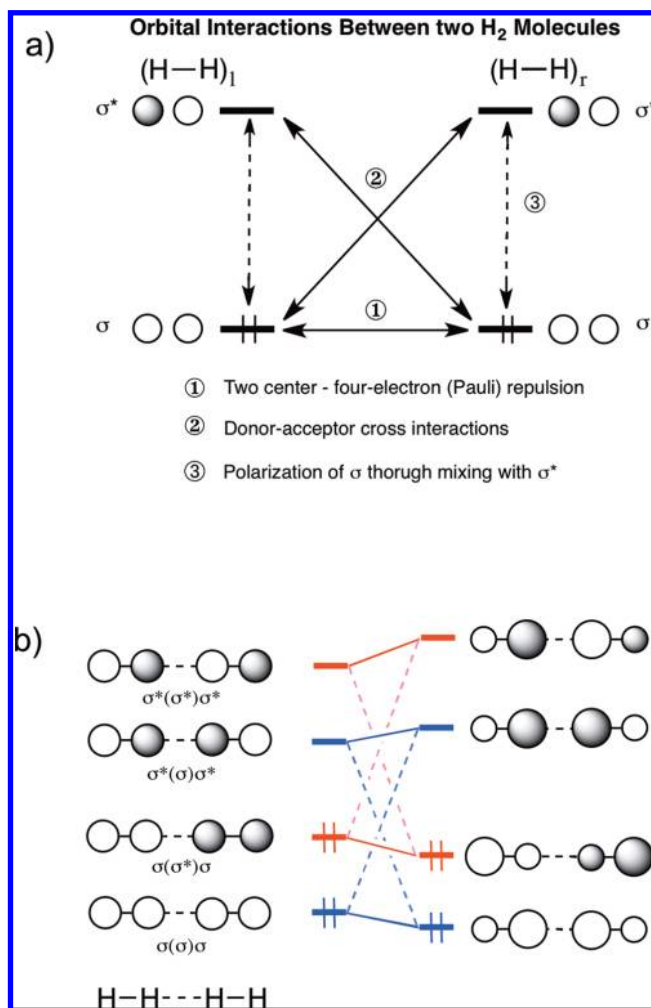 Orbital Interactions Between two H₂ Molecules
a)
(H—H)ₗ
(H—H)ᵣ
σ*
σ*
②
③
①
σ
σ
① Two center - four-electron (Pauli) repulsion
② Donor-acceptor cross interactions
③ Polarization of σ thorugh mixing with σ*
b)
σ*(σ*)σ*
σ*(σ)σ*
σ(σ*)σ
σ(σ)σ
H–H---H–H